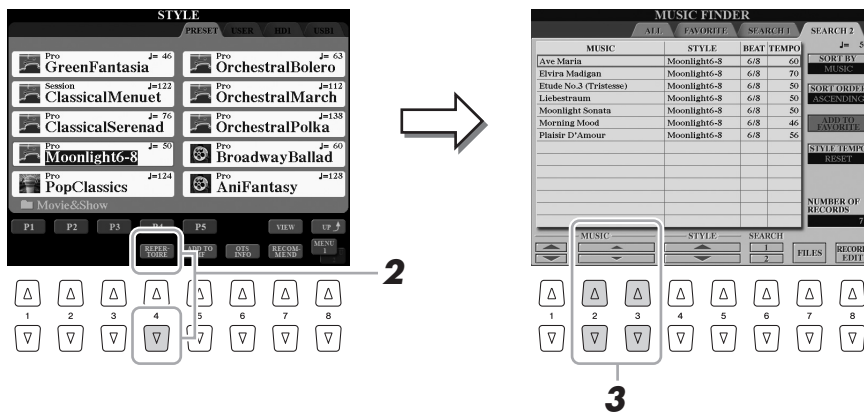 STYLE
PRESET USER HD1 USB1
Pro ♩= 46
GreenFantasia
Pro ♩= 63
OrchestralBolero
Session ♩=122
ClassicalMenuet
Pro ♩=112
OrchestralMarch
Pro ♩= 76
ClassicalSerenad
Pro ♩=138
OrchestralPolka
Pro ♩= 50
Moonlight6-8
Pro ♩= 60
BroadwayBallad
Pro ♩=124
PopClassics
Pro ♩=128
AniFantasy
Movie&Show
P1 P2 P3 P4 P5 VIEW UP
REPER-TOIRE ADD TO MF OTS INFO RECOM-MEND MENU 1
1 2 3 4 5 6 7 8
2
MUSIC FINDER
ALL FAVORITE SEARCH 1 SEARCH 2
MUSIC STYLE BEAT TEMPO
Ave Maria Moonlight6-8 6/8 60
Elvira Madigan Moonlight6-8 6/8 70
Etude No.3 (Tristesse) Moonlight6-8 6/8 50
Liebestraum Moonlight6-8 6/8 50
Moonlight Sonata Moonlight6-8 6/8 50
Morning Mood Moonlight6-8 6/8 46
Plaisir D'Amour Moonlight6-8 6/8 56
♩= 5
SORT BY
MUSIC
SORT ORDER
ASCENDING
ADD TO
FAVORITE
STYLE TEMPO
RESET
NUMBER OF
RECORDS
7
MUSIC STYLE SEARCH
1
2
FILES
RECORD
EDIT
1 2 3 4 5 6 7 8
3